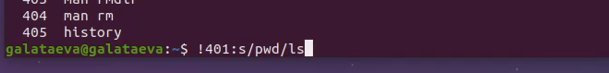 404 man rm
405 history
galataeva@galataeva:~$ !401:s/pwd/ls